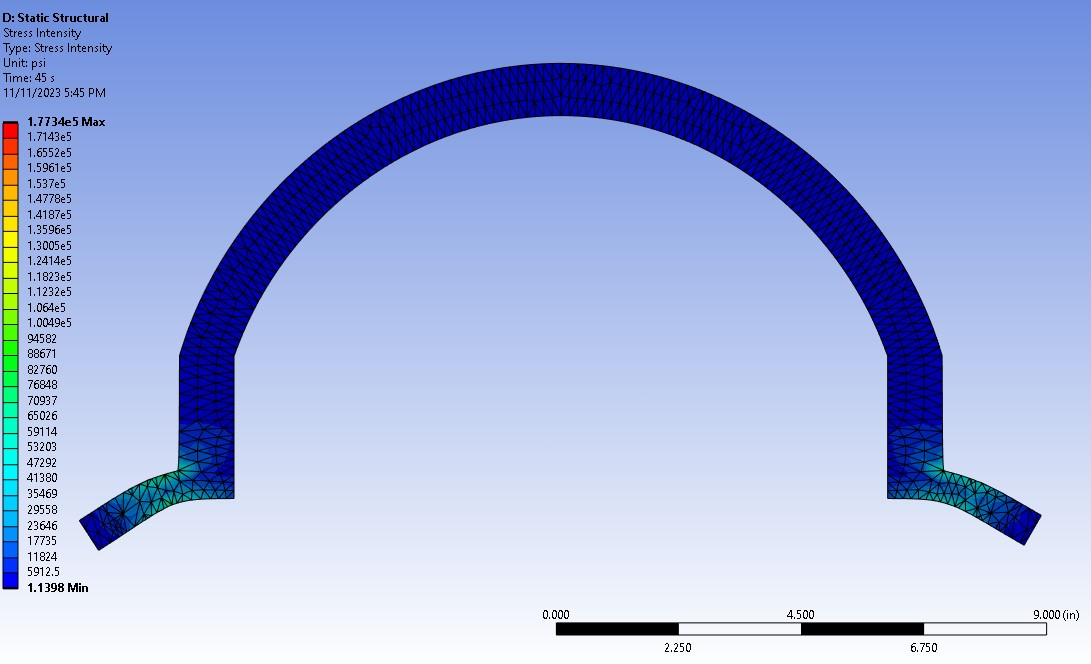 D: Static Structural
Stress Intensity
Type: Stress Intensity
Unit: psi
Time: 45 s
11/11/2023 5:45 PM
1.7734e5 Max
1.7143e5
1.6552e5
1.5961e5
1.537e5
1.4778e5
1.4187e5
1.3596e5
1.3005e5
1.2414e5
1.1823e5
1.1232e5
1.064e5
1.0049e5
94582
88671
82760
76848
70937
65026
59114
53203
47292
41380
35469
29558
23646
17735
11824
5912.5
1.1398 Min
0.000 4.500 9.000 (in)
2.250 6.750